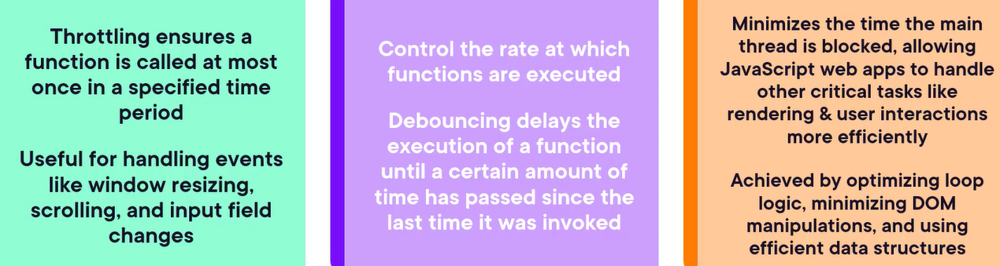 Throttling ensures a
function is called at most
once in a specified time
period
Useful for handling events
like window resizing,
scrolling, and input field
changes
Control the rate at which
functions are executed
Debouncing delays the
execution of a function
until a certain amount of
time has passed since the
last time it was invoked
Minimizes the time the main
thread is blocked, allowing
JavaScript web apps to handle
other critical tasks like
rendering & user interactions
more efficiently
Achieved by optimizing loop
logic, minimizing DOM
manipulations, and using
efficient data structures